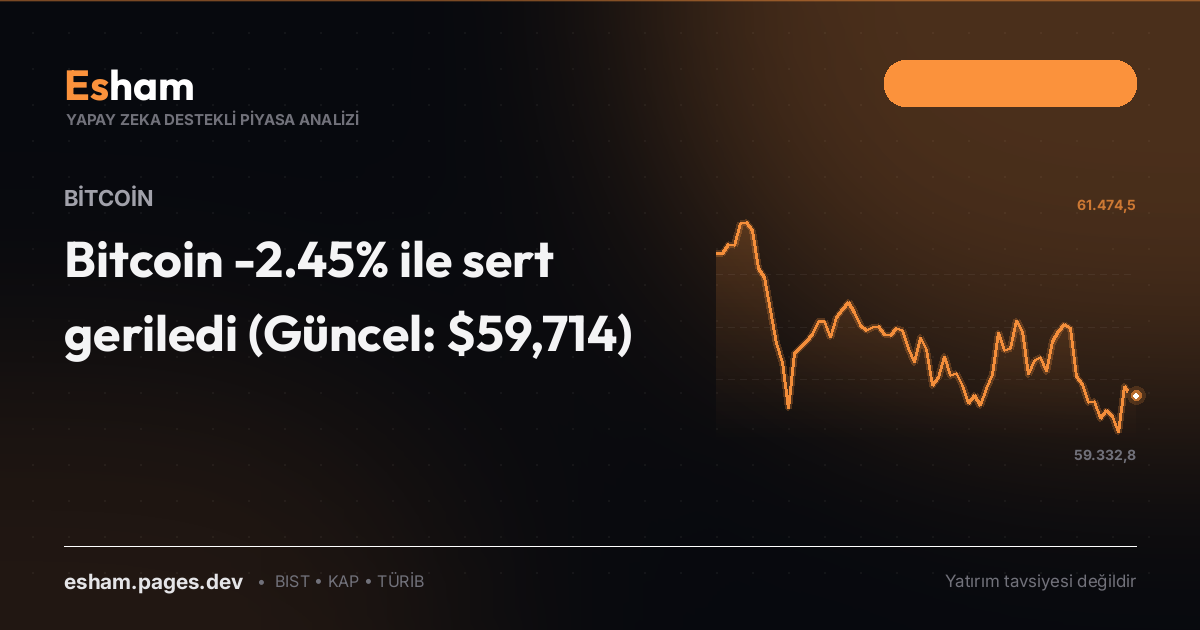 Esham
YAPAY ZEKA DESTEKLİ PİYASA ANALİZİ
BİTCOİN
Bitcoin -2.45% ile sert
geriledi (Güncel: $59,714)
61.474,5
59.332,8
esham.pages.dev • BIST • KAP • TÜRİB
Yatırım tavsiyesi değildir